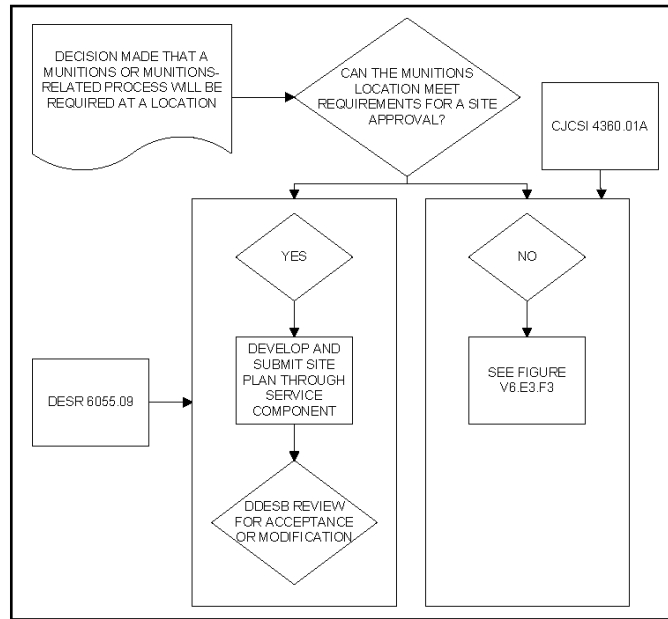 DECISION MADE THAT A
MUNITIONS OR MUNITIONS-
RELATED PROCESS WILL BE
REQUIRED AT A LOCATION
CAN THE MUNITIONS
LOCATION MEET
REQUIREMENTS FOR A SITE
APPROVAL?
CJCSI 4360.01A
YES
NO
DEVELOP AND
SUBMIT SITE
PLAN THROUGH
SERVICE
COMPONENT
SEE FIGURE
V6.E3.F3
DESR 6055.09
DDESB REVIEW
FOR ACCEPTANCE
OR MODIFICATION